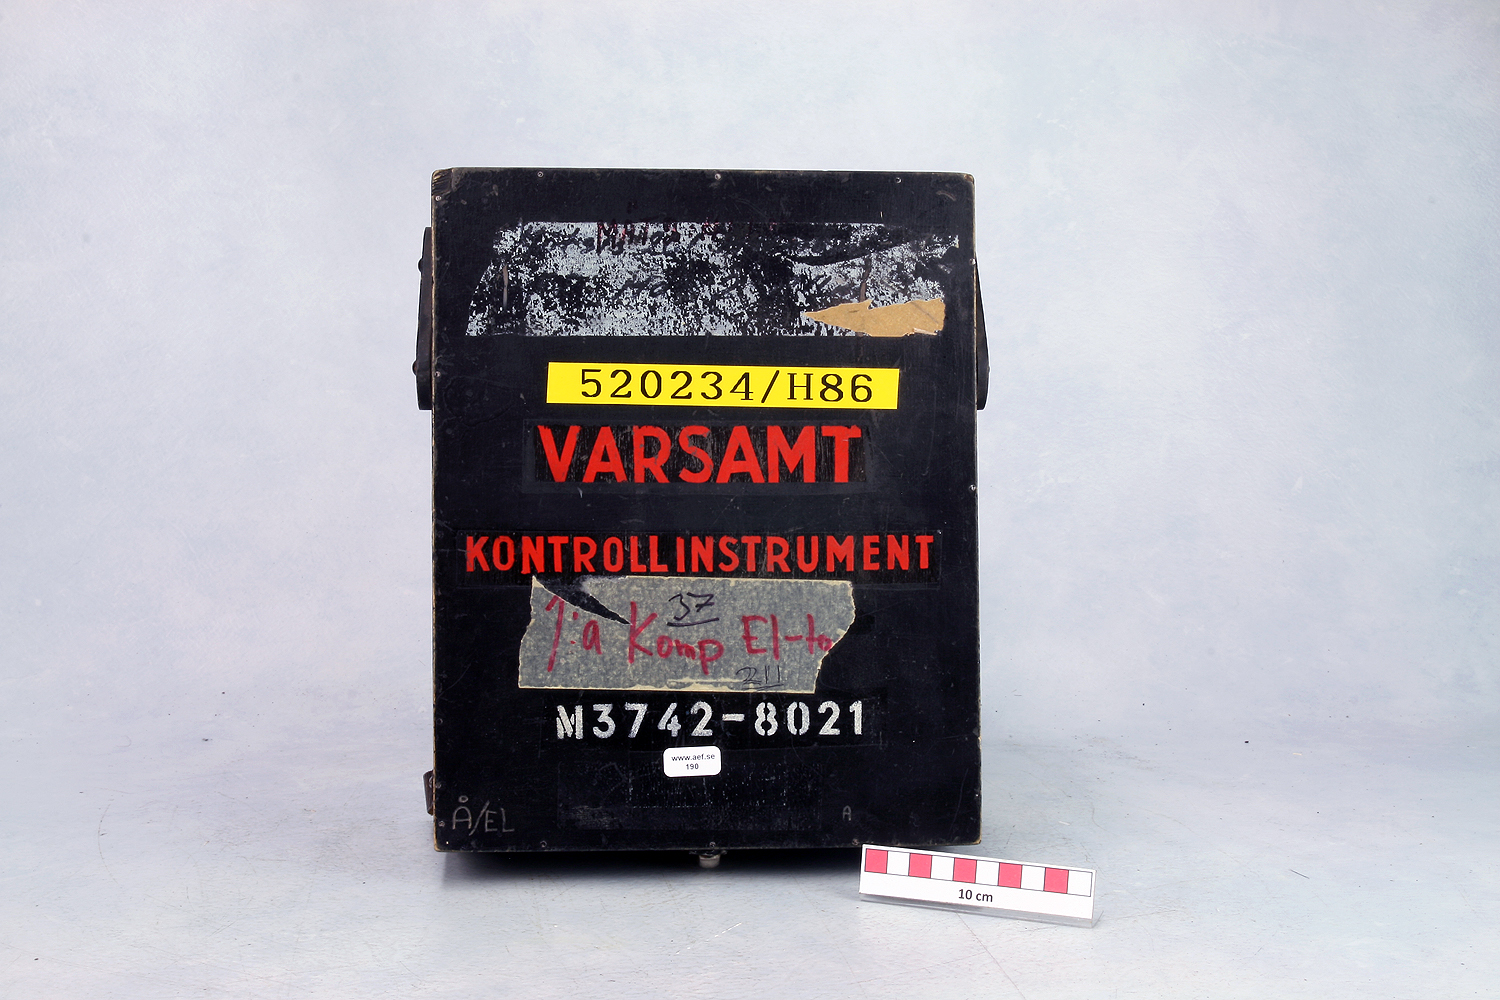 520234/H86
VARSAMT
KONTROLLINSTRUMENT
37
1:a Komp El-to
211
M3742-8021
www.aef.se
190
Å/EL
A
10 cm